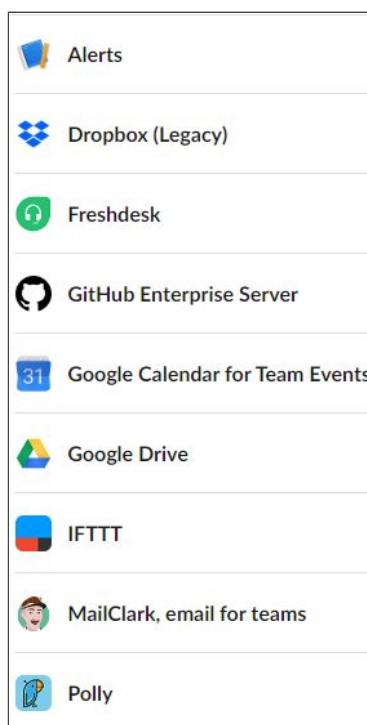 Alerts
Dropbox (Legacy)
Freshdesk
GitHub Enterprise Server
31 Google Calendar for Team Events
Google Drive
IFTTT
MailClark, email for teams
Polly